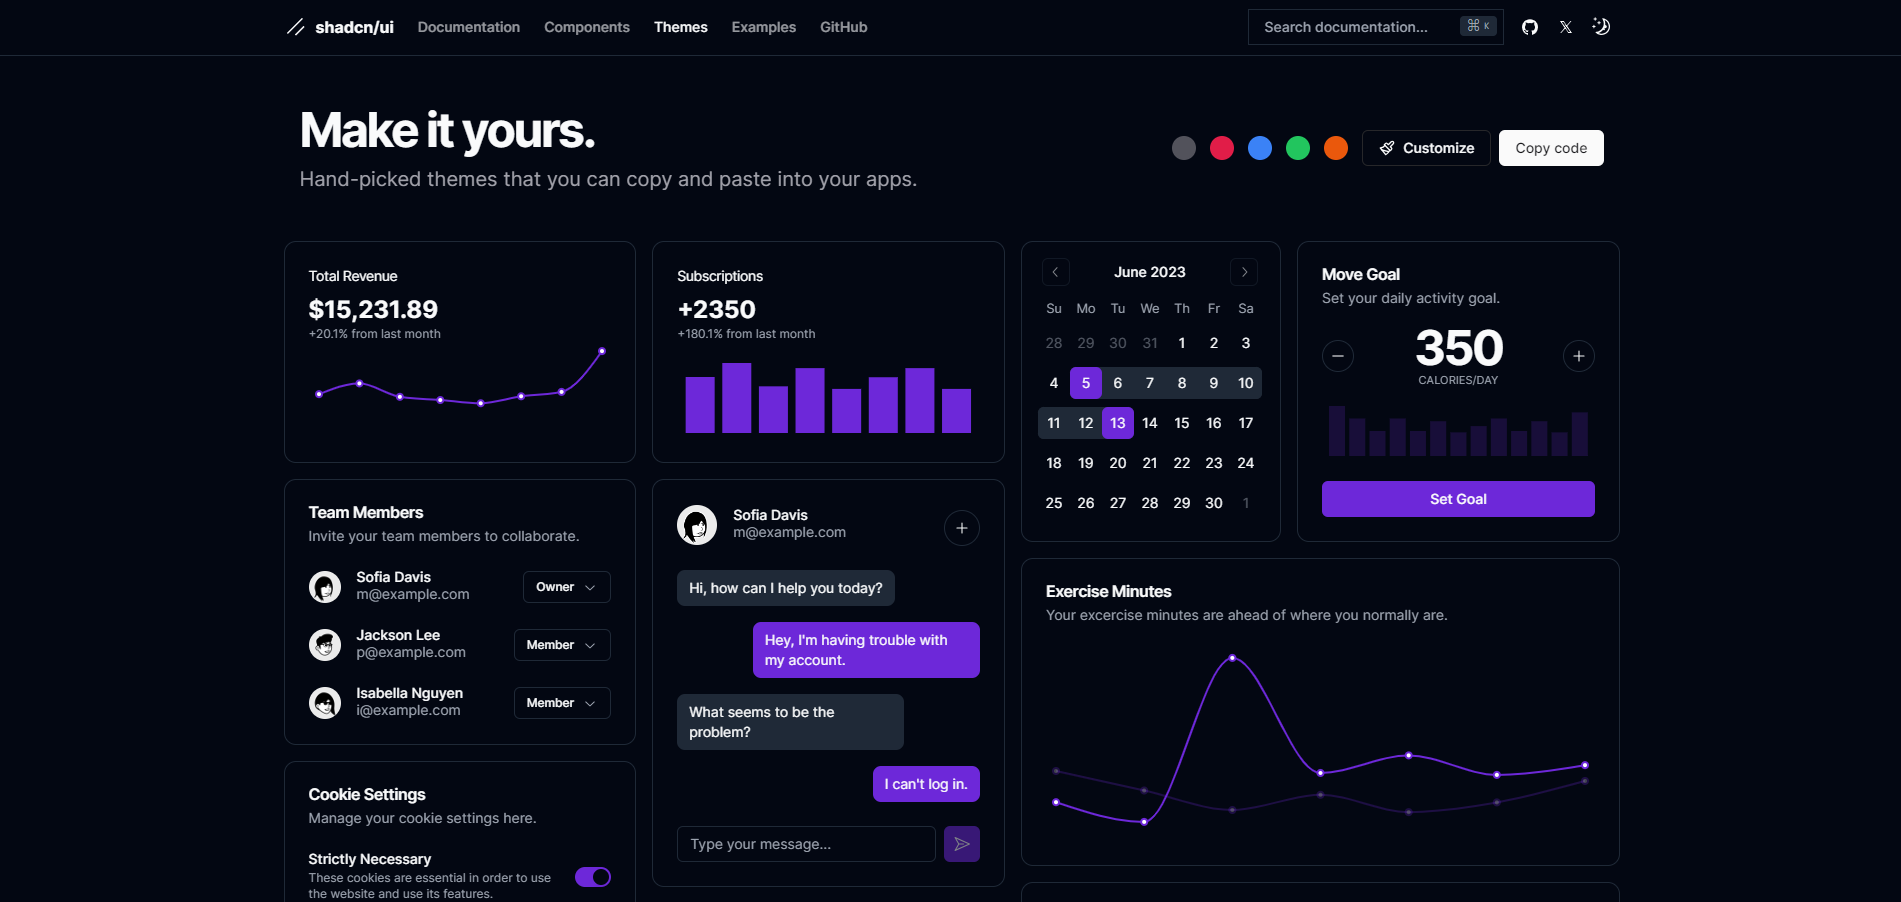 shadcn/ui Documentation Components Themes Examples GitHub
Search documentation... ⌘ K
Make it yours.
Hand-picked themes that you can copy and paste into your apps.
Customize
Copy code
Total Revenue
$15,231.89
+20.1% from last month
Subscriptions
+2350
+180.1% from last month
June 2023
Su Mo Tu We Th Fr Sa
28 29 30 31 1 2 3
4 5 6 7 8 9 10
11 12 13 14 15 16 17
18 19 20 21 22 23 24
25 26 27 28 29 30 1
Move Goal
Set your daily activity goal.
350
CALORIES/DAY
Set Goal
Team Members
Invite your team members to collaborate.
Sofia Davis
m@example.com
Owner
Jackson Lee
p@example.com
Member
Isabella Nguyen
i@example.com
Member
Sofia Davis
m@example.com
Hi, how can I help you today?
Hey, I'm having trouble with
my account.
What seems to be the
problem?
I can't log in.
Type your message...
Exercise Minutes
Your excercise minutes are ahead of where you normally are.
Cookie Settings
Manage your cookie settings here.
Strictly Necessary
These cookies are essential in order to use
the website and use its features.